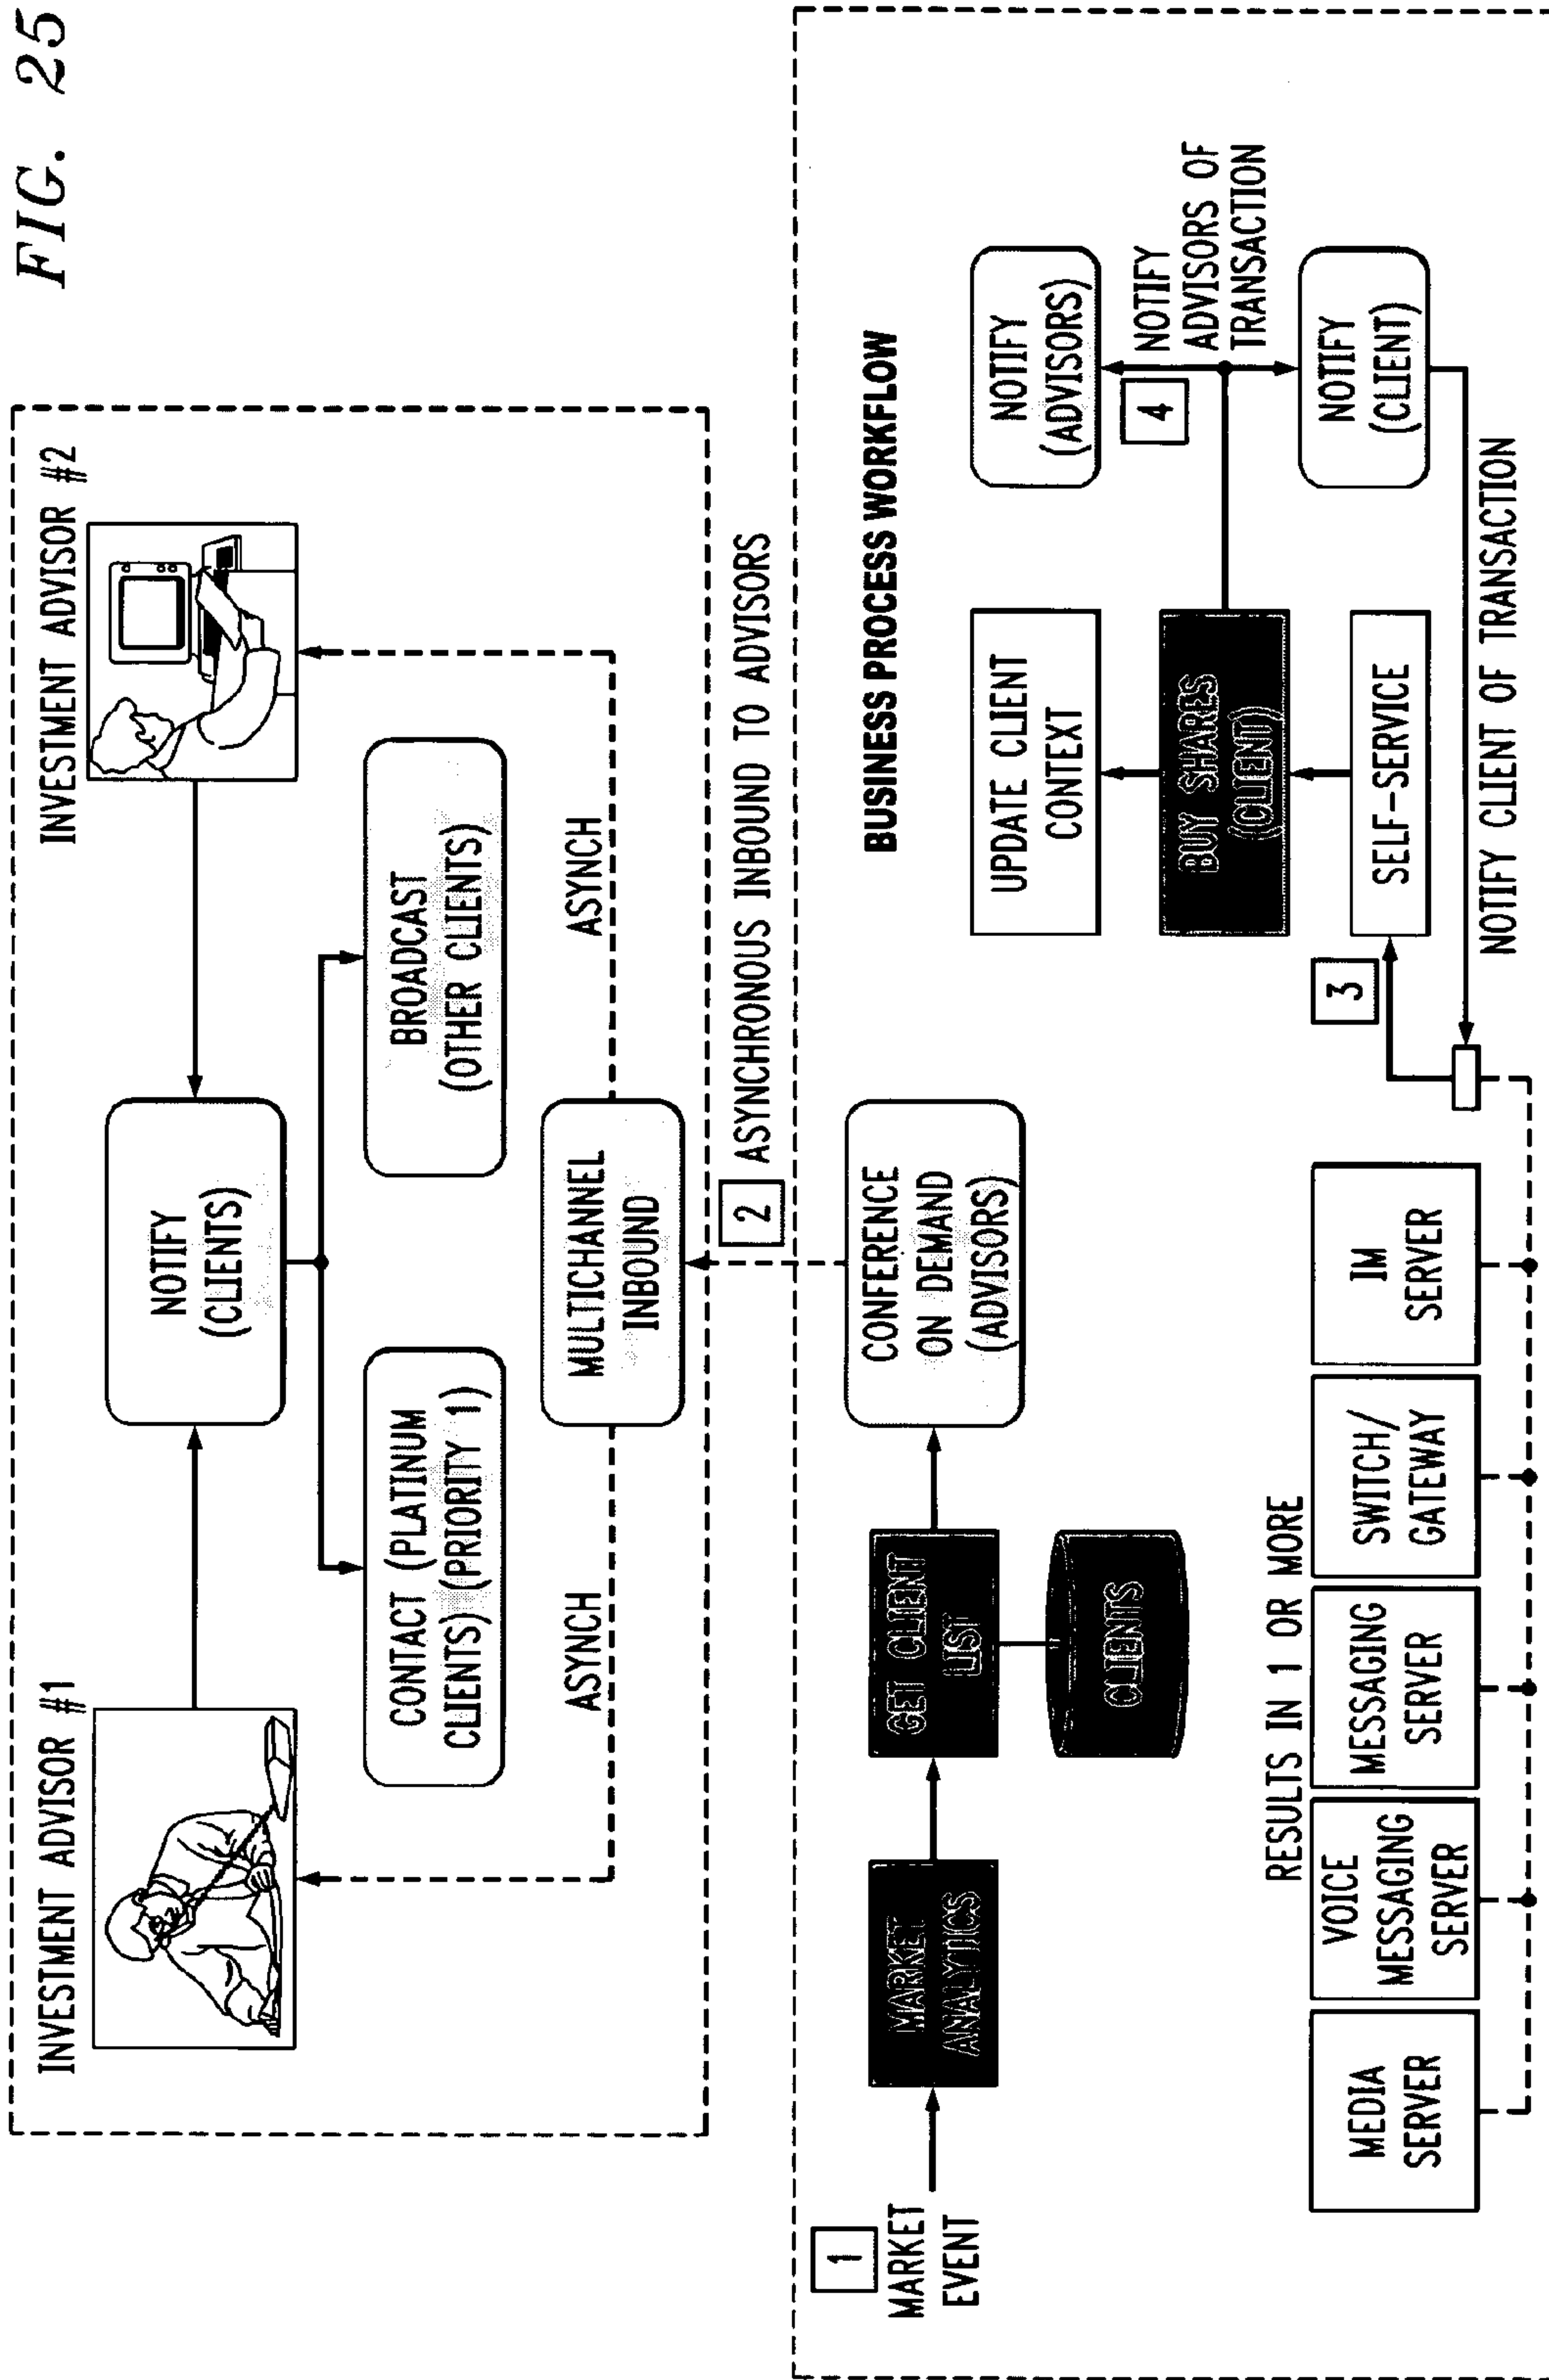 FIG. 25
INVESTMENT ADVISOR #1
INVESTMENT ADVISOR #2
NOTIFY
(CLIENTS)
CONTACT (PLATINUM
CLIENTS) (PRIORITY 1)
BROADCAST
(OTHER CLIENTS)
ASYNCH
MULTICHANNEL
INBOUND
ASYNCH
2
ASYNCHRONOUS INBOUND TO ADVISORS
1
MARKET
EVENT
MARKET
ANALYTICS
GET CLIENT
LIST
CLIENTS
CONFERENCE
ON DEMAND
(ADVISORS)
BUSINESS PROCESS WORKFLOW
UPDATE CLIENT
CONTEXT
BUY SHARES
(CLIENT)
SELF-SERVICE
3
NOTIFY
(ADVISORS)
4
NOTIFY
ADVISORS OF
TRANSACTION
NOTIFY
(CLIENT)
NOTIFY CLIENT OF TRANSACTION
RESULTS IN 1 OR MORE
MEDIA
SERVER
VOICE
MESSAGING
SERVER
MESSAGING
SERVER
SWITCH/
GATEWAY
IM
SERVER